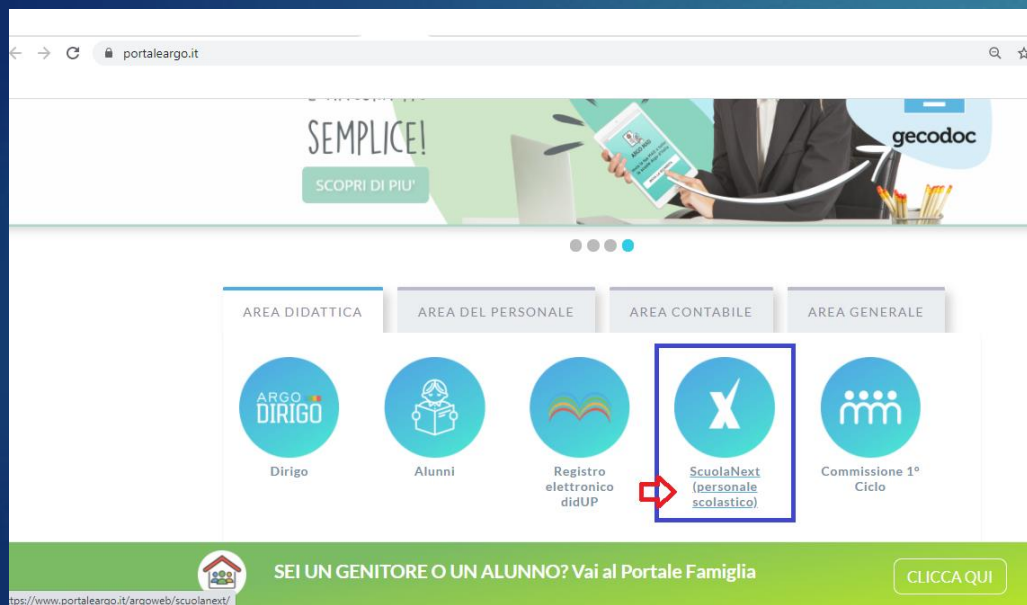 portaleargo.it
SEMPLICE!
SCOPRI DI PIU'
gecodoc
AREA DIDATTICA
AREA DEL PERSONALE
AREA CONTABILE
AREA GENERALE
ARGO
DIRIGO
Dirigo
Alunni
Registro
elettronico
didUP
ScuolaNext
(personale
scolastico)
Commissione 1°
Ciclo
SEI UN GENITORE O UN ALUNNO? Vai al Portale Famiglia
CLICCA QUI
ttps://www.portaleargo.it/argoweb/scuolanext/